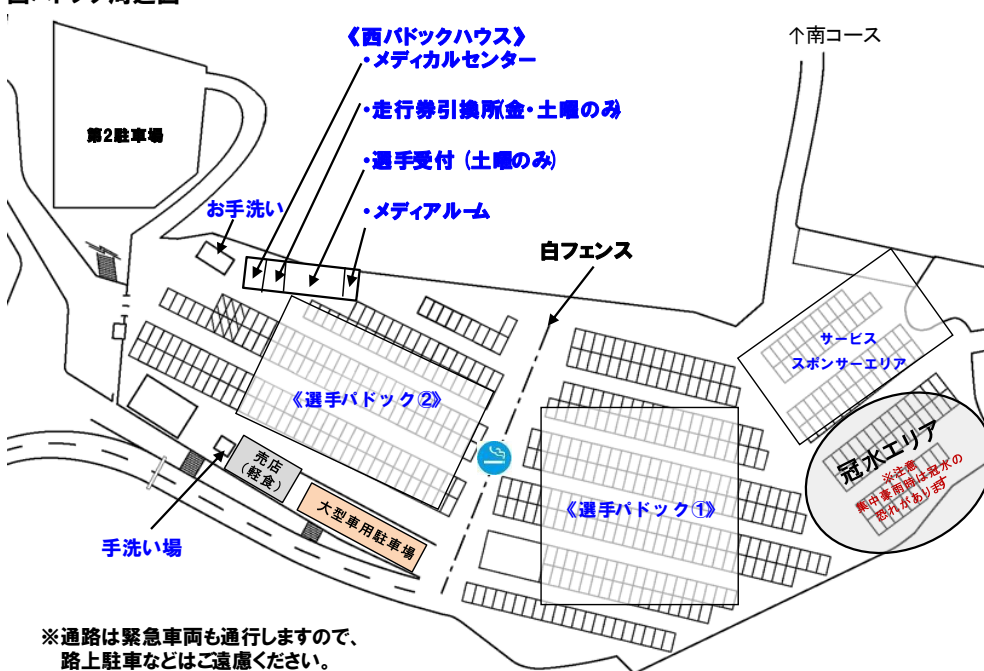 ↑南コース
《西パドックハウス》
・メディカルセンター
・走行券引換所(金・土曜のみ)
・選手受付 (土曜のみ)
・メディアルーム
第2駐車場
お手洗い
白フェンス
サービス
スポンサーエリア
《選手パドック②》
冠水エリア
※注意
集中豪雨時は冠水の
恐れがあります
売店
(軽食)
《選手パドック①》
大型車用駐車場
手洗い場
※通路は緊急車両も通行しますので、
路上駐車などはご遠慮ください。